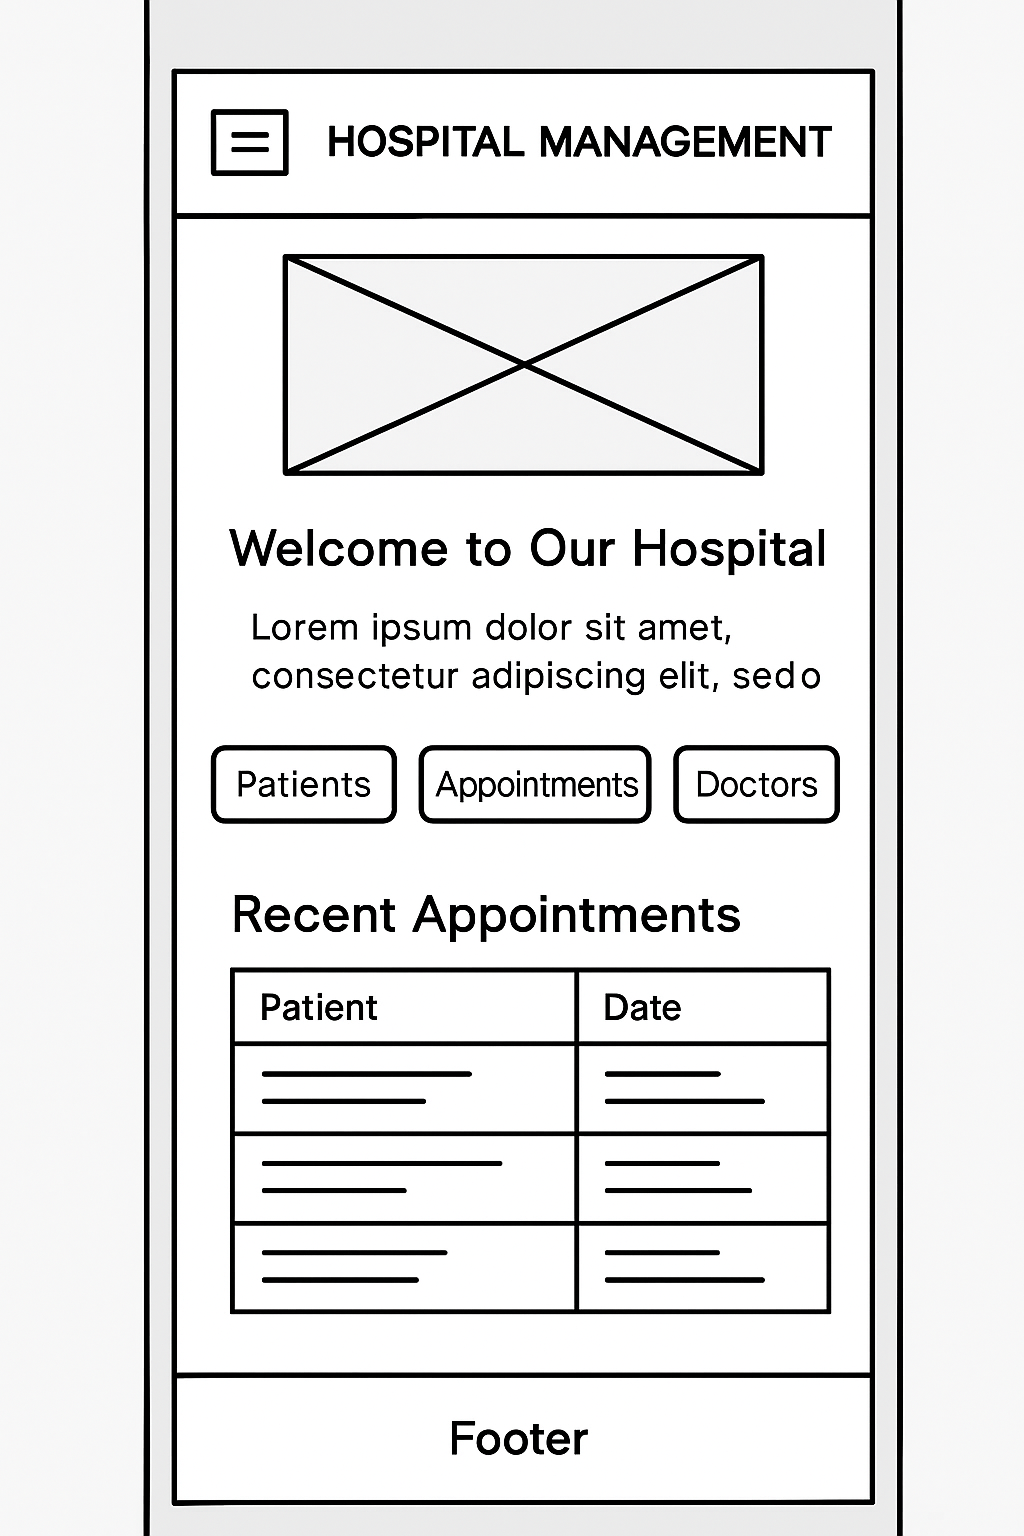 HOSPITAL MANAGEMENT
Welcome to Our Hospital
Lorem ipsum dolor sit amet,
consectetur adipiscing elit, sedo
Patients Appointments Doctors
Recent Appointments
Patient Date
Footer